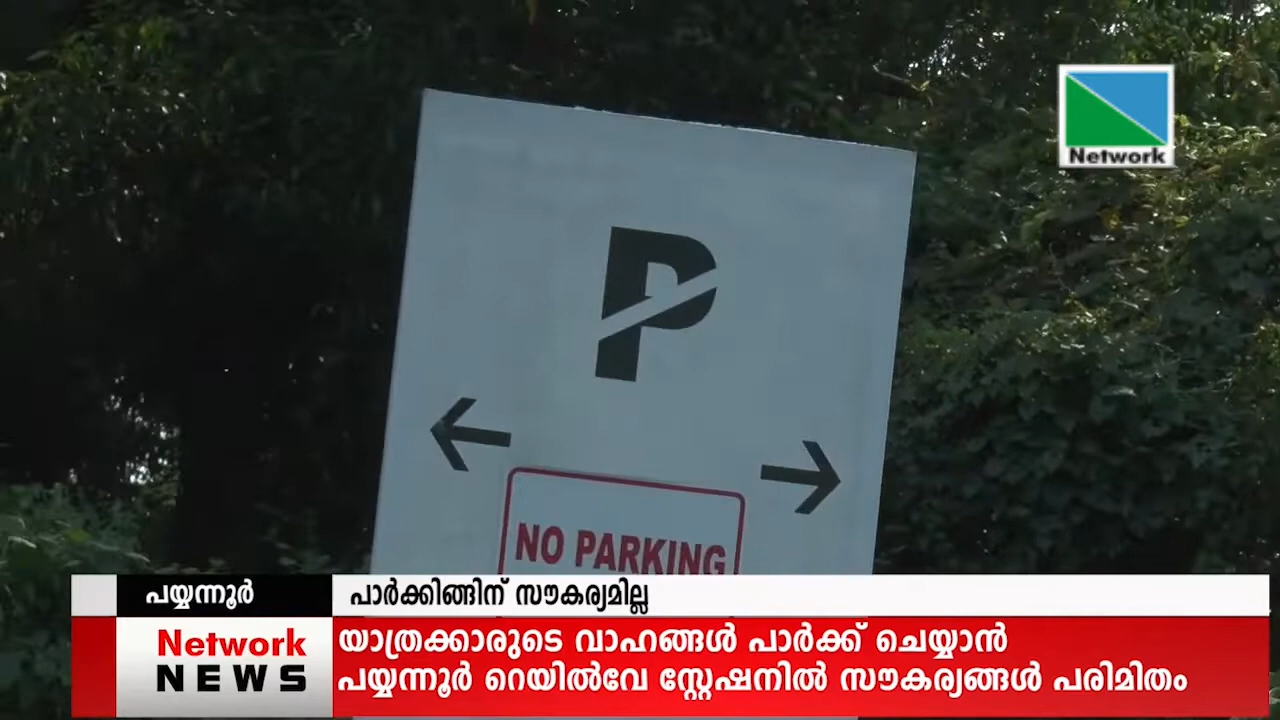 Network
P
NO PARKING
പയ്യന്നൂർ
പാർക്കിങ്ങിന് സൗകര്യമില്ല
Network
NEWS
യാത്രക്കാരുടെ വാഹനങ്ങൾ പാർക്ക് ചെയ്യാൻ
പയ്യന്നൂർ റെയിൽവേ സ്റ്റേഷനിൽ സൗകര്യങ്ങൾ പരിമിതം